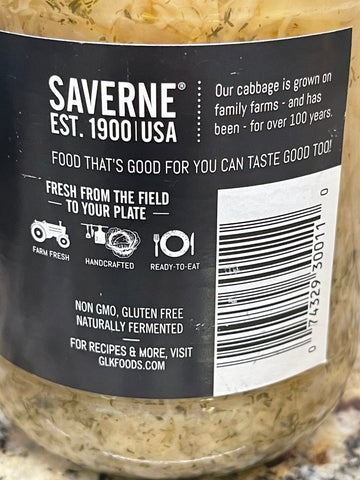 SAVERNE®
EST. 1900 | USA
Our cabbage is grown on
family farms - and has
been - for over 100 years.
FOOD THAT'S GOOD FOR YOU CAN TASTE GOOD TOO!
FRESH FROM THE FIELD
— TO YOUR PLATE —
FARM FRESH
HANDCRAFTED
READY-TO-EAT
NON GMO, GLUTEN FREE
NATURALLY FERMENTED
FOR RECIPES & MORE, VISIT
GLKFOODS.COM
0 74329 30011 0